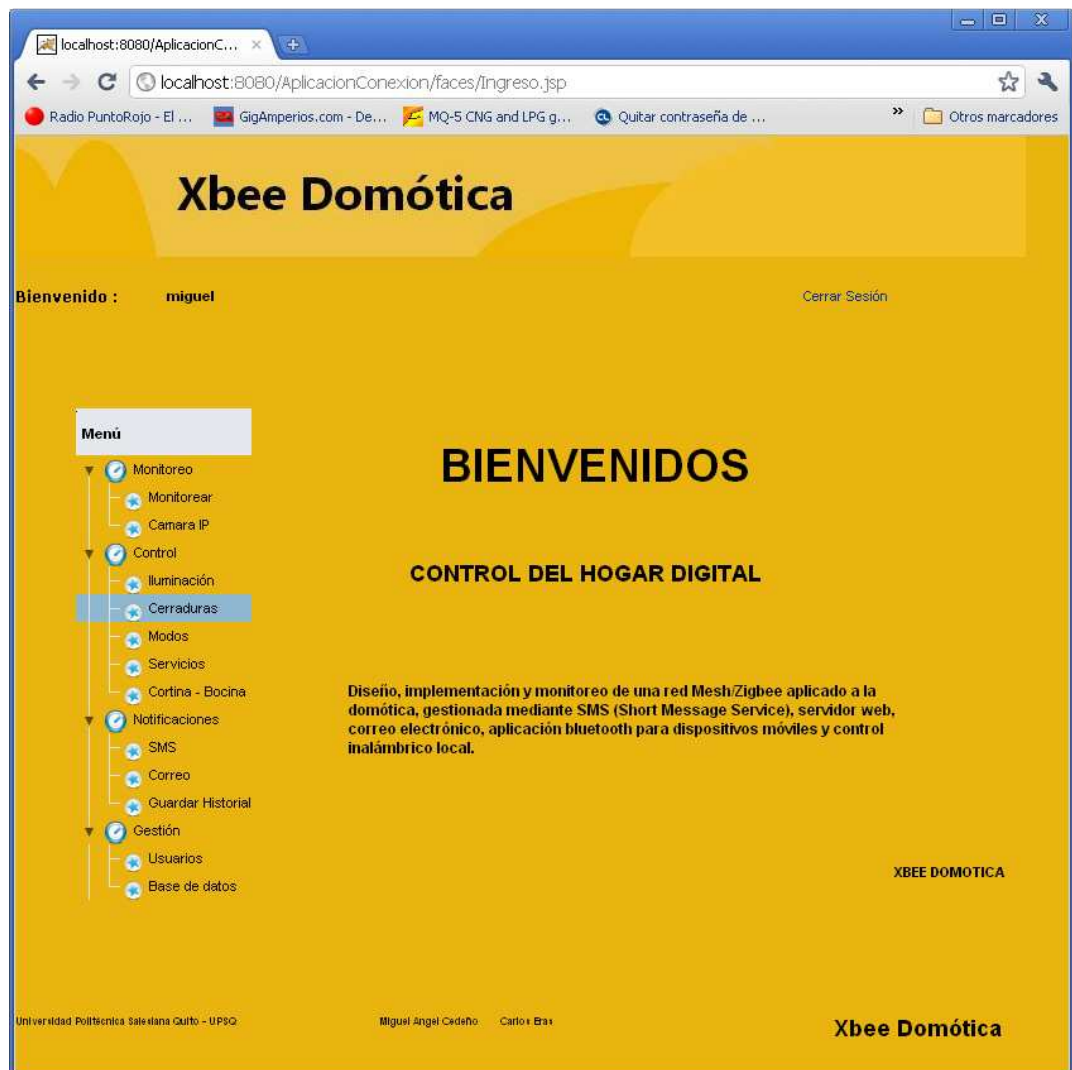 localhost:8080/AplicacionC...
localhost:8080/AplicacionConexion/faces/Ingreso.jsp
Radio PuntoRojo - El ... GigAmperios.com - De... MQ-5 CNG and LPG g... Quitar contraseña de ... » Otros marcadores
Xbee Domótica
Bienvenido : miguel Cerrar Sesión
Menú
Monitoreo
Monitorear
Camara IP
Control
Iluminación
Cerraduras
Modos
Servicios
Cortina - Bocina
Notificaciones
SMS
Correo
Guardar Historial
Gestión
Usuarios
Base de datos
BIENVENIDOS
CONTROL DEL HOGAR DIGITAL
Diseño, implementación y monitoreo de una red Mesh/Zigbee aplicado a la
domótica, gestionada mediante SMS (Short Message Service), servidor web,
correo electrónico, aplicación bluetooth para dispositivos móviles y control
inalámbrico local.
XBEE DOMOTICA
Universidad Politécnica Salesiana Quito - UPSQ Miguel Angel Cedeño Carlos Eras
Xbee Domótica